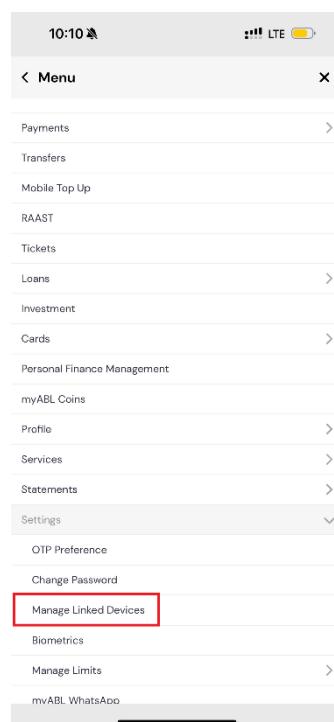 10:10 LTE
Menu
Payments
Transfers
Mobile Top Up
RAAST
Tickets
Loans
Investment
Cards
Personal Finance Management
myABL Coins
Profile
Services
Statements
Settings
OTP Preference
Change Password
Manage Linked Devices
Biometrics
Manage Limits
myABL WhatsApp